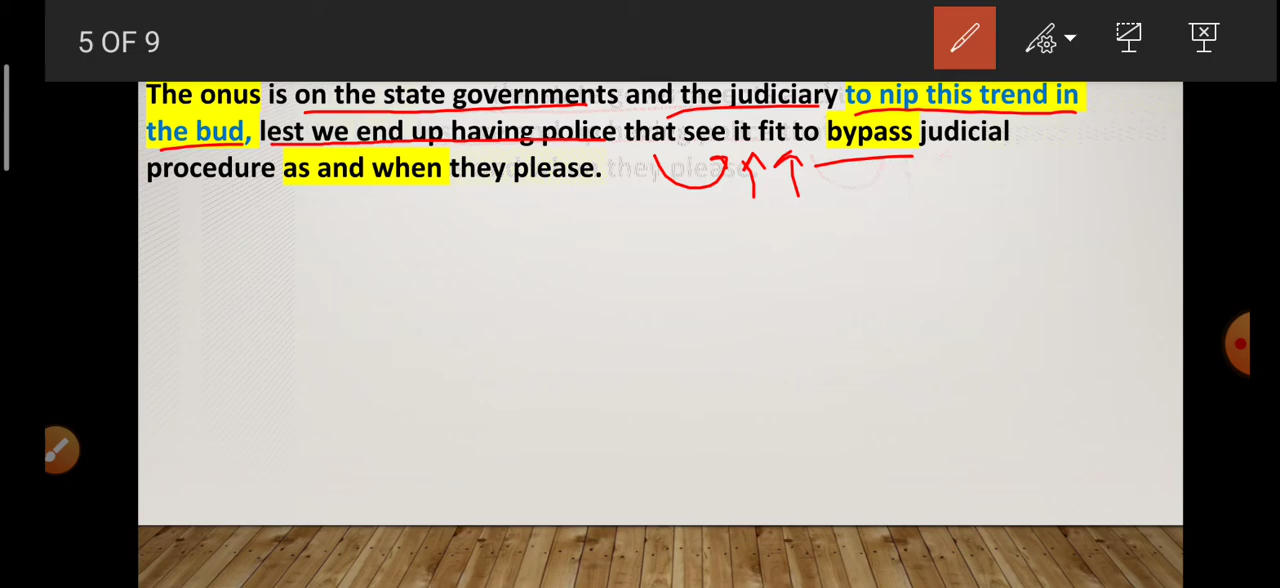 5 OF 9
The onus is on the state governments and the judiciary to nip this trend in
the bud, lest we end up having police that see it fit to bypass judicial
procedure as and when they please.